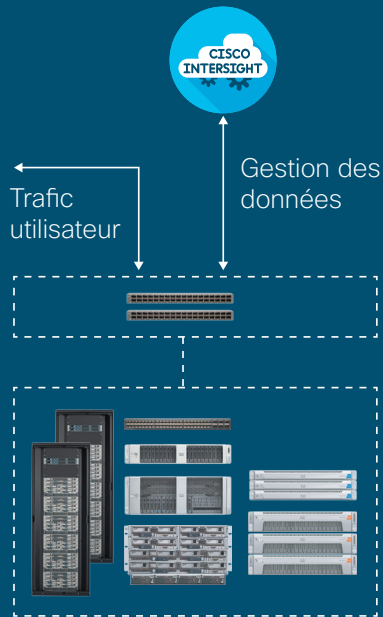 CISCO
INTERSIGHT
Gestion des
données
Trafic
utilisateur